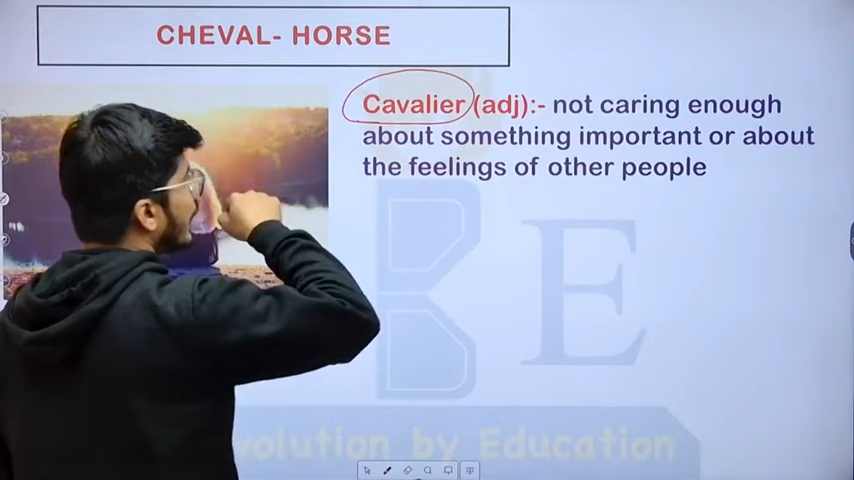 CHEVAL- HORSE
Cavalier (adj):- not caring enough
about something important or about
the feelings of other people
E
volution by Education